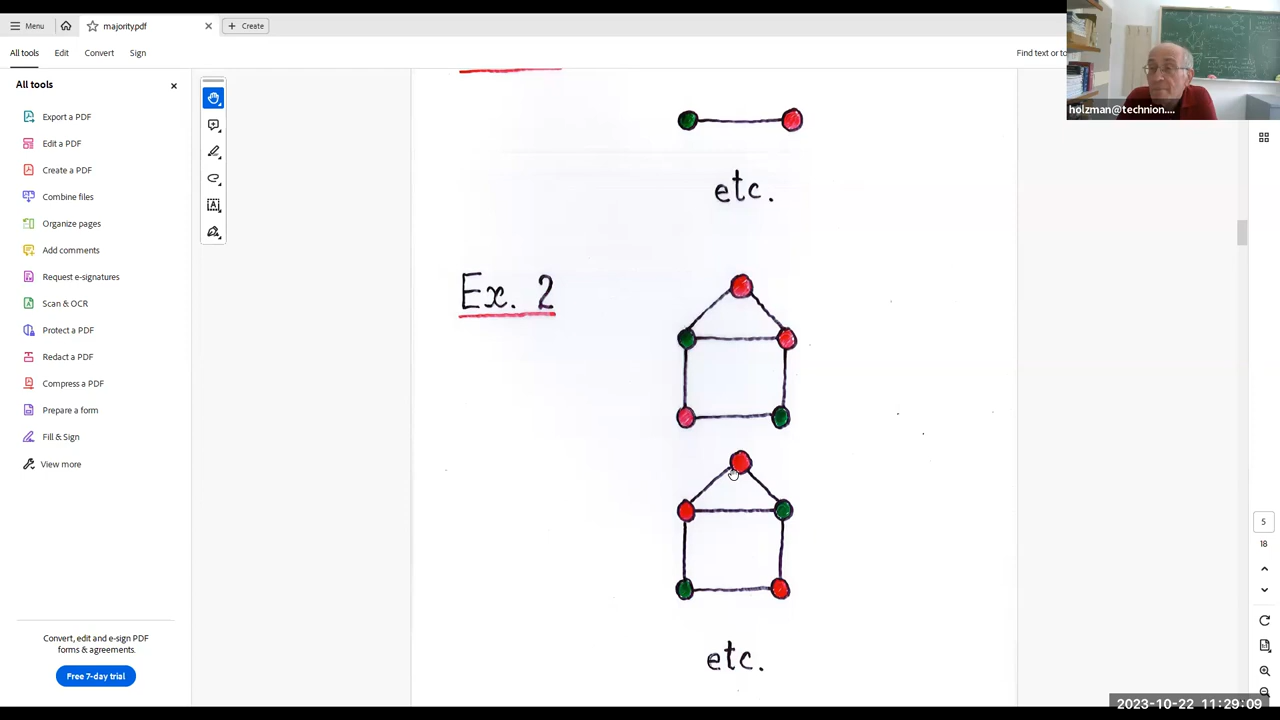 Menu
majority.pdf
Create
All tools
Edit
Convert
Sign
Find text or to
All tools
Export a PDF
Edit a PDF
Create a PDF
Combine files
Organize pages
Add comments
Request e-signatures
Scan & OCR
Protect a PDF
Redact a PDF
Compress a PDF
Prepare a form
Fill & Sign
View more
Convert, edit and e-sign PDF
forms & agreements.
Free 7-day trial
etc.
Ex. 2
etc.
holzman@technion....
5
18
2023-10-22 11:29:09